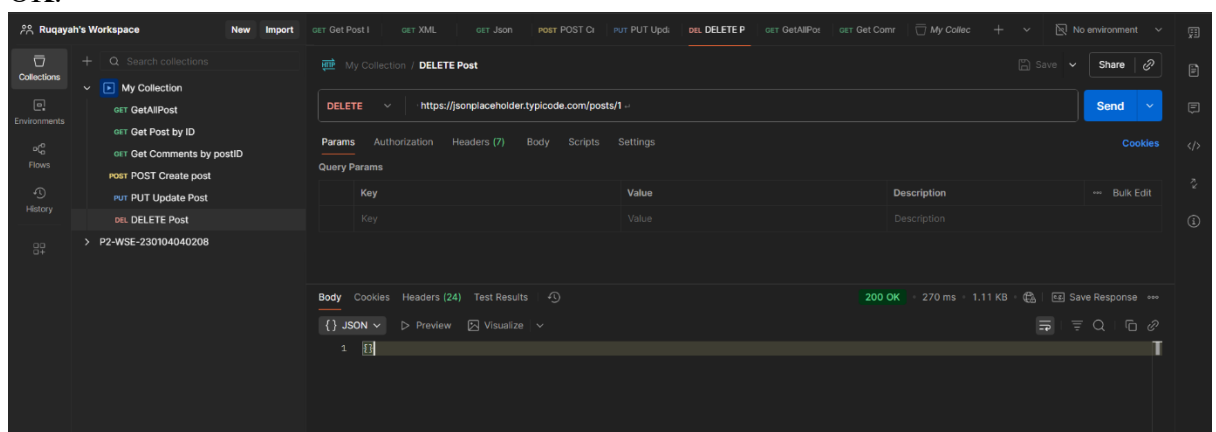 OK.
Ruqayah's Workspace New Import GET Get Post I GET XML GET Json POST POST Cr PUT PUT Upd DEL DELETE P GET GetAllPos GET Get Comr My Collec No environment
Collections
Environments
Flows
History
Search collections
My Collection
GET GetAllPost
GET Get Post by ID
GET Get Comments by postID
POST POST Create post
PUT PUT Update Post
DEL DELETE Post
P2-WSE-230104040208
HTTP My Collection / DELETE Post Save Share
DELETE https://jsonplaceholder.typicode.com/posts/1 Send
Params Authorization Headers (7) Body Scripts Settings Cookies
Query Params
Key Value Description Bulk Edit
Key Value Description
Body Cookies Headers (24) Test Results 200 OK 270 ms 1.11 KB Save Response
{} JSON Preview Visualize
1 {}